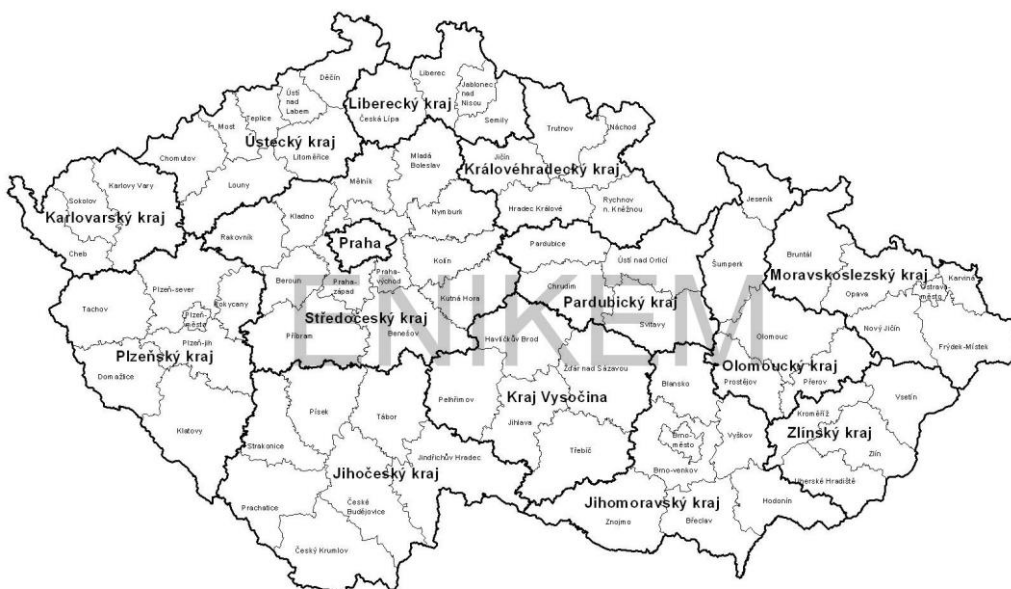 Děčín
Liberec
Ústí
nad
Labem
Jablonec
nad
Nisou
Teplice
Liberecký kraj
Česká Lípa
Semily
Most
Ústecký kraj
Trutnov
Náchod
Chomutov
Litoměřice
Mladá
Boleslav
Jičín
Královéhradecký kraj
Karlovy Vary
Louny
Mělník
Sokolov
Karlovarský kraj
Kladno
Nymburk
Hradec Králové
Rychnov
n. Kněžnou
Jeseník
Cheb
Rakovník
Praha
Pardubice
Kolín
Ústí nad Orlicí
Šumperk
Bruntál
Beroun
Praha-
západ
Praha-
východ
Moravskoslezský kraj
Karviná
Ostrava-
město
Tachov
Plzeň-sever
Rokycany
Chrudim
Opava
Kutná Hora
Pardubický kraj
ENIKEM
Plzeň-
město
Středočeský kraj
Svitavy
Nový Jičín
Příbram
Benešov
Havlíčkův Brod
Olomouc
Frýdek-Místek
Plzeň-jih
Plzeňský kraj
Domažlice
Žďár nad Sázavou
Olomoucký kraj
Prostějov
Přerov
Blansko
Pelhřimov
Kraj Vysočina
Vsetín
Písek
Tábor
Kroměříž
Klatovy
Jihlava
Zlínský kraj
Strakonice
Brno-
město
Vyškov
Jindřichův Hradec
Třebíč
Zlín
Jihočeský kraj
Brno-venkov
Uherské Hradiště
Prachatice
České
Budějovice
Jihomoravský kraj
Hodonín
Znojmo
Břeclav
Český Krumlov